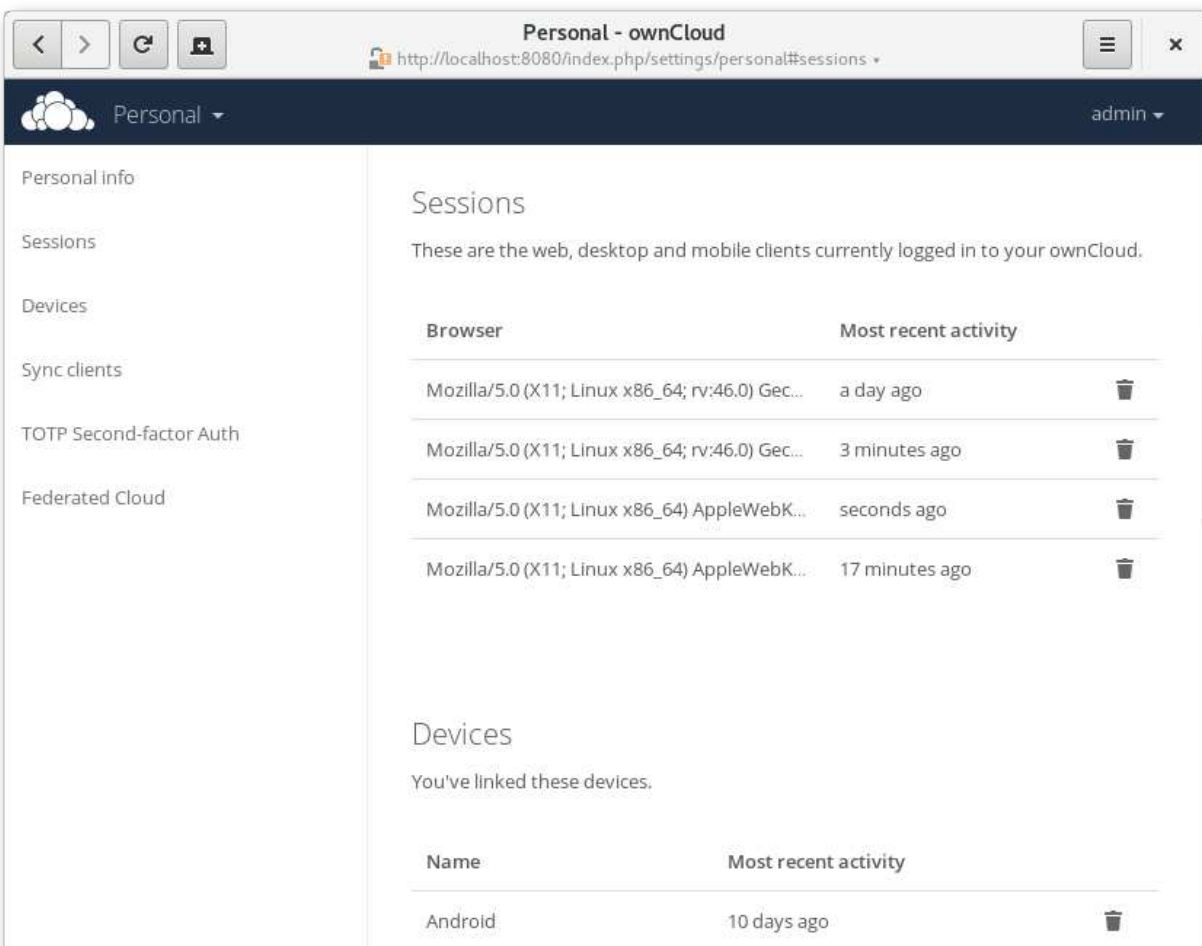 Personal - ownCloud
http://localhost:8080/index.php/settings/personal#sessions
Personal
admin
Personal info
Sessions
Devices
Sync clients
TOTP Second-factor Auth
Federated Cloud
Sessions
These are the web, desktop and mobile clients currently logged in to your ownCloud.
Browser Most recent activity
Mozilla/5.0 (X11; Linux x86_64; rv:46.0) Gec... a day ago
Mozilla/5.0 (X11; Linux x86_64; rv:46.0) Gec... 3 minutes ago
Mozilla/5.0 (X11; Linux x86_64) AppleWebK... seconds ago
Mozilla/5.0 (X11; Linux x86_64) AppleWebK... 17 minutes ago
Devices
You've linked these devices.
Name Most recent activity
Android 10 days ago